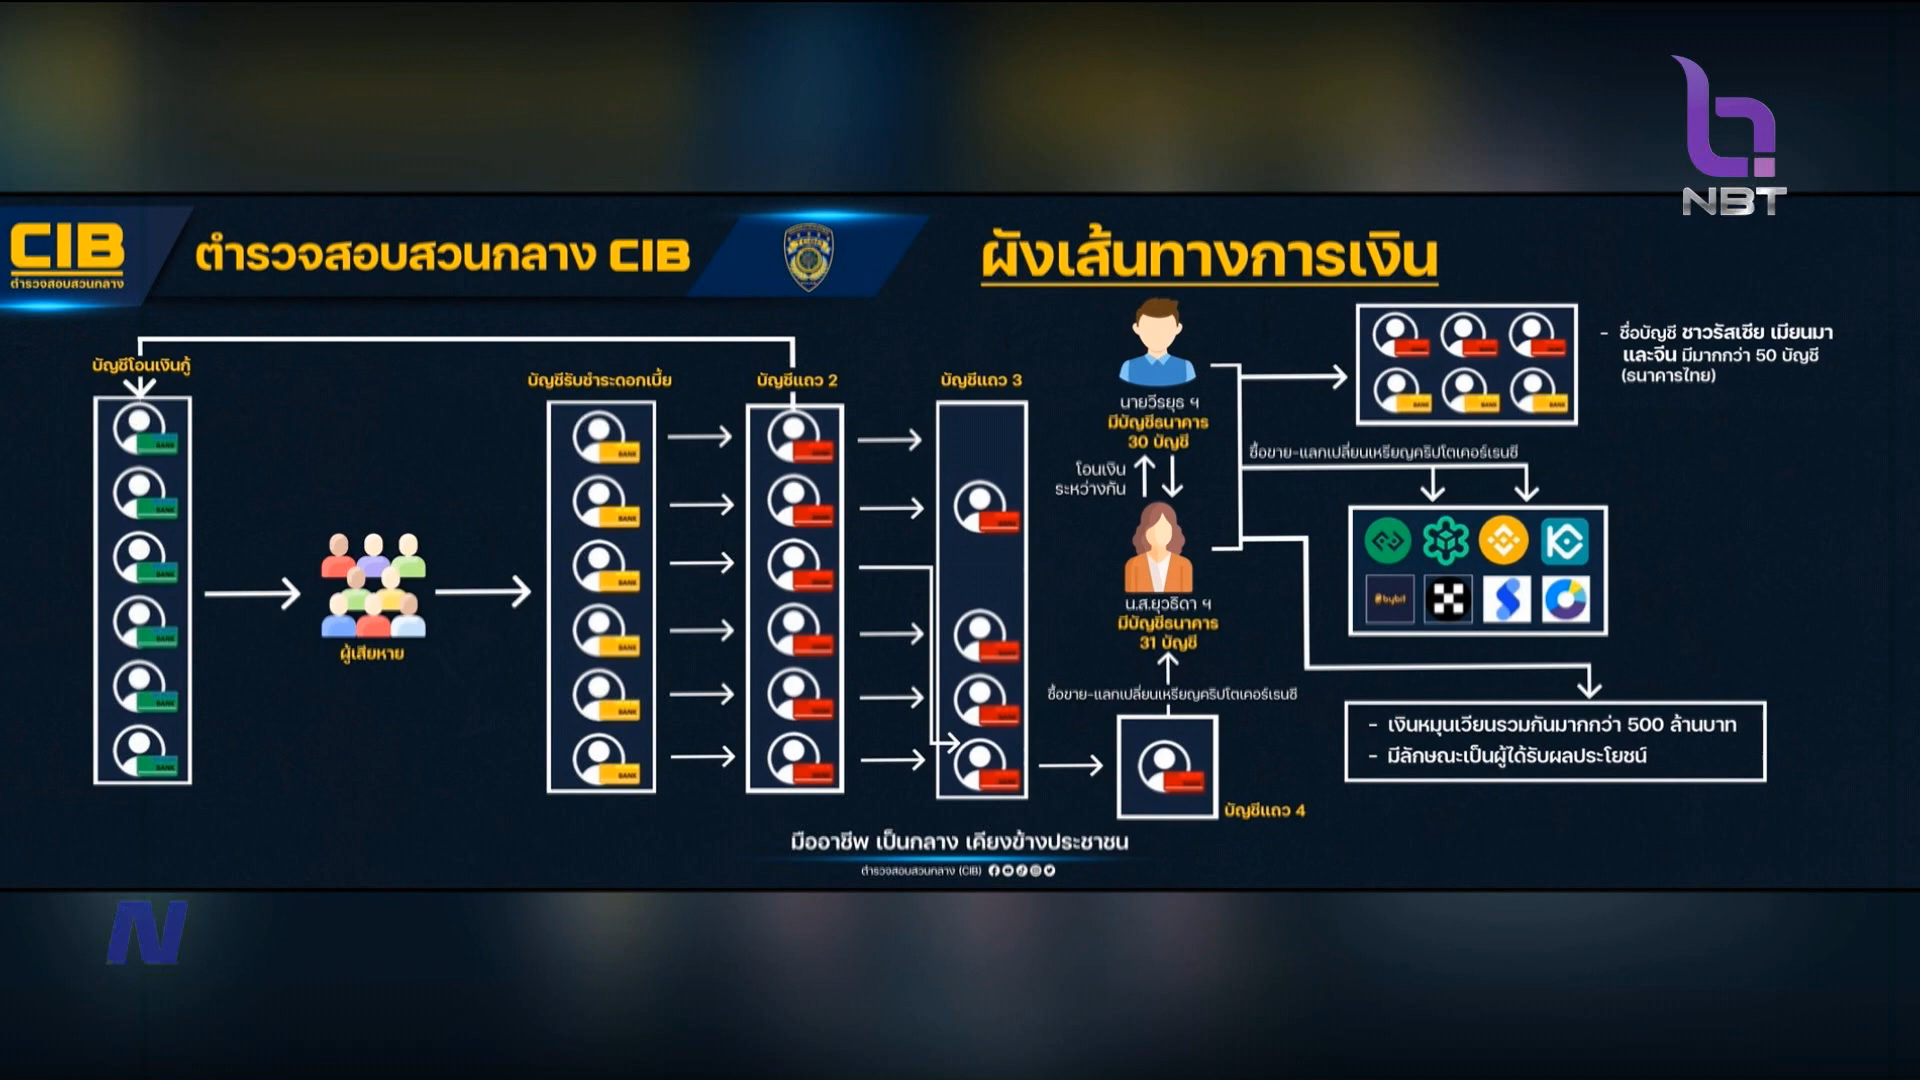 NBT
CIB
ตำรวจสอบสวนกลาง
ตำรวจสอบสวนกลาง CIB
ผังเส้นทางการเงิน
บัญชีโอนเงินกู้
ผู้เสียหาย
บัญชีรับชำระดอกเบี้ย
บัญชีแถว 2
บัญชีแถว 3
นายวีรยุธ ฯ
มีบัญชีธนาคาร
30 บัญชี
โอนเงิน
ระหว่างกัน
น.ส.ยุวธิดา ฯ
มีบัญชีธนาคาร
31 บัญชี
ซื้อขาย-แลกเปลี่ยนเหรียญคริปโตเคอร์เรนซี
บัญชีแถว 4
- ชื่อบัญชี ชาวรัสเซีย เมียนมา
และจีน มีมากกว่า 50 บัญชี
(ธนาคารไทย)
ซื้อขาย-แลกเปลี่ยนเหรียญคริปโตเคอร์เรนซี
bybit
- เงินหมุนเวียนรวมกันมากกว่า 500 ล้านบาท
- มีลักษณะเป็นผู้ได้รับผลประโยชน์
มืออาชีพ เป็นกลาง เคียงข้างประชาชน
ตำรวจสอบสวนกลาง (CIB)
N